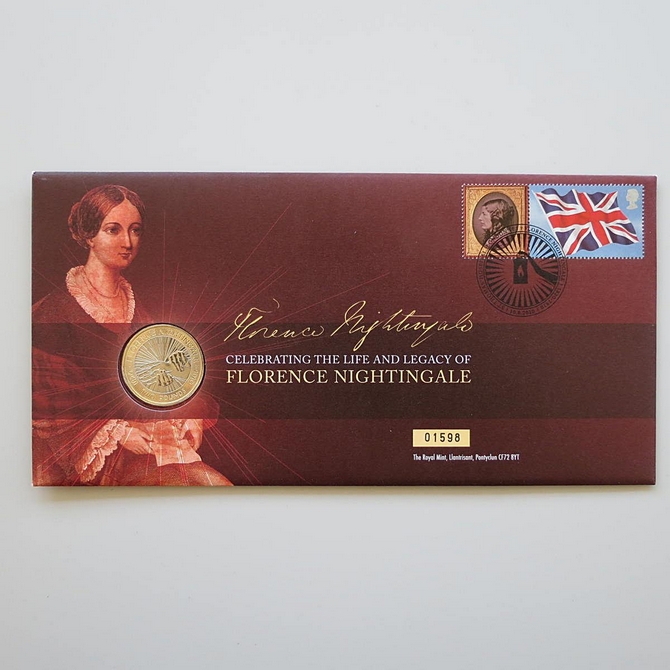 Florence Nightingale
CELEBRATING THE LIFE AND LEGACY OF
FLORENCE NIGHTINGALE
01598
The Royal Mint, Llantrisant, Pontyclun CF72 8YT